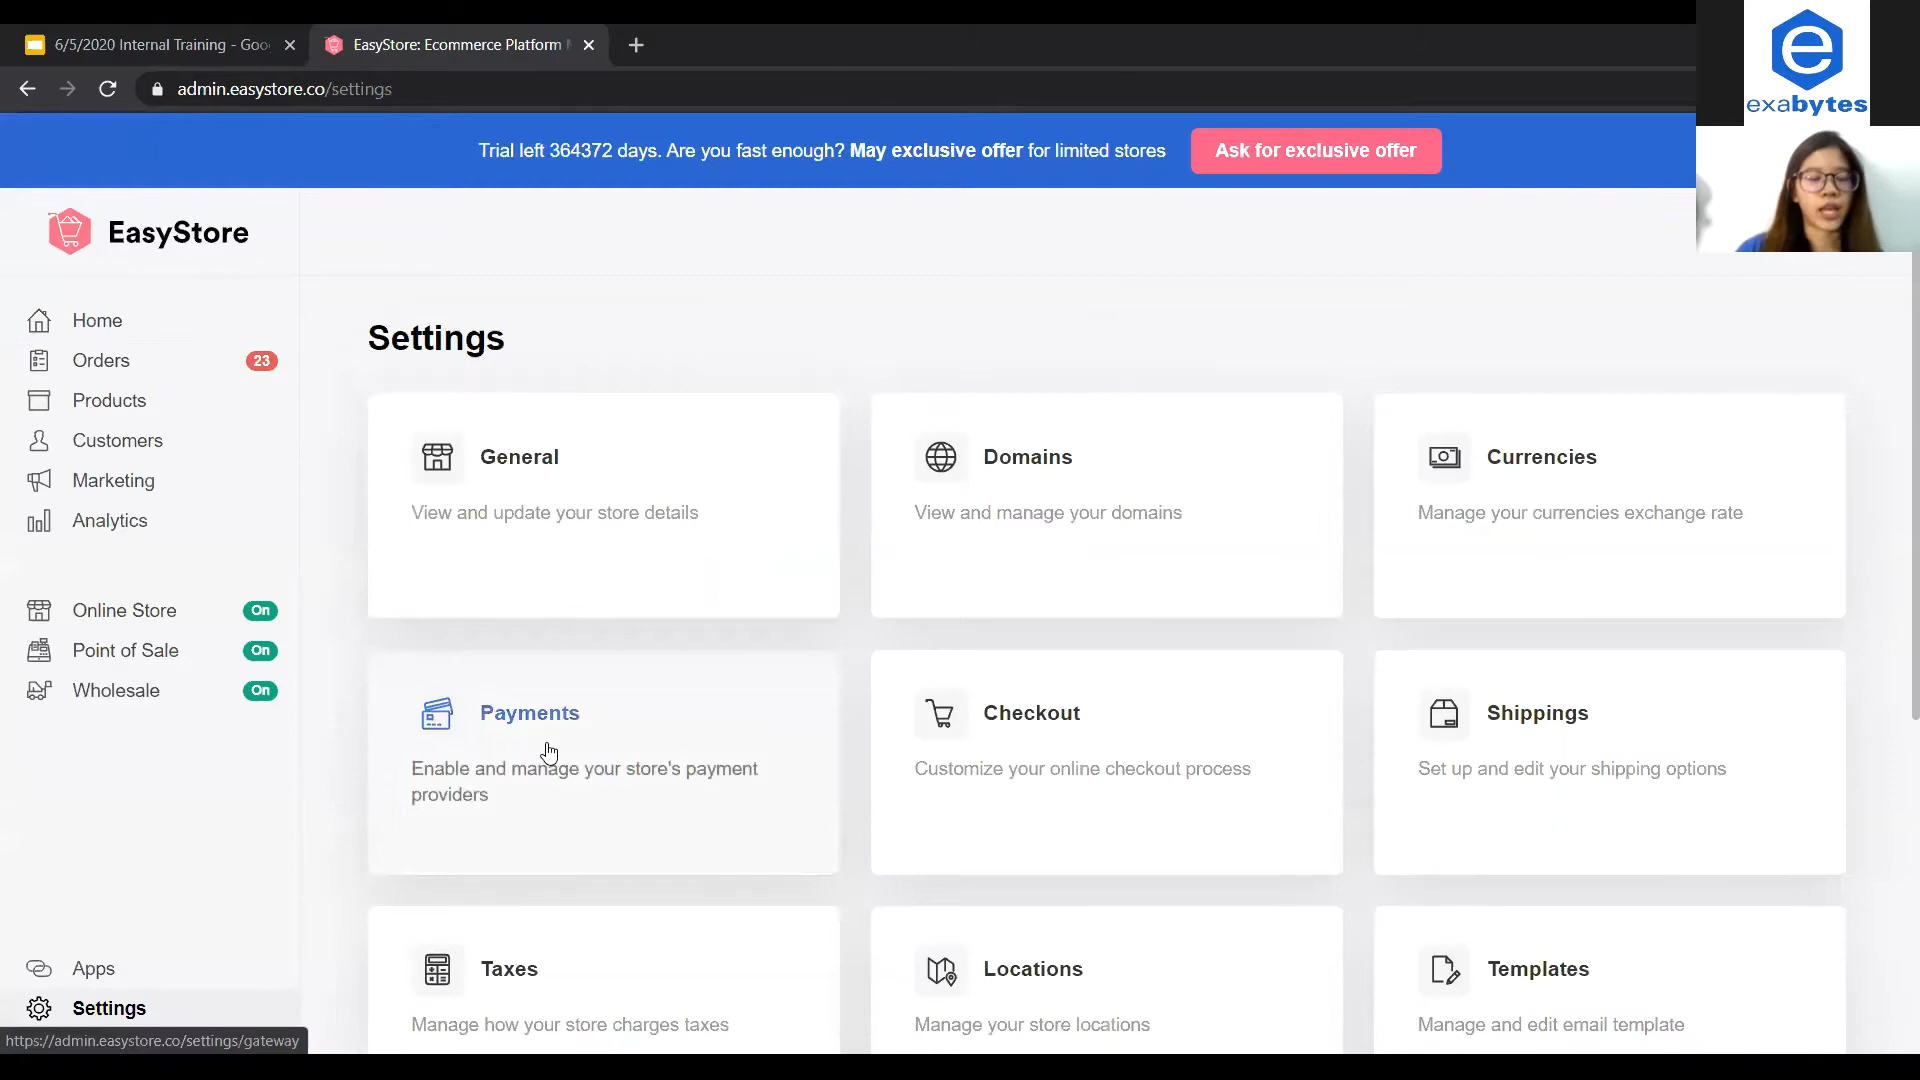 6/5/2020 Internal Training - Goo
EasyStore: Ecommerce Platform
admin.easystore.co/settings
exabytes
Trial left 364372 days. Are you fast enough? May exclusive offer for limited stores
Ask for exclusive offer
EasyStore
Home
Orders 23
Products
Customers
Marketing
Analytics
Online Store On
Point of Sale On
Wholesale On
Apps
Settings
https://admin.easystore.co/settings/gateway
Settings
General
View and update your store details
Domains
View and manage your domains
Currencies
Manage your currencies exchange rate
Payments
Enable and manage your store's payment
providers
Checkout
Customize your online checkout process
Shippings
Set up and edit your shipping options
Taxes
Manage how your store charges taxes
Locations
Manage your store locations
Templates
Manage and edit email template